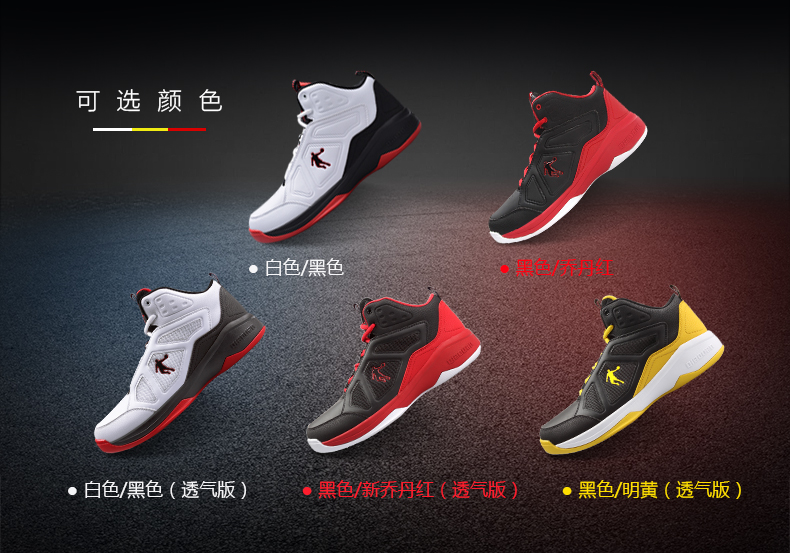 可选颜色
● 白色/黑色
● 黑色/乔丹红
● 白色/黑色（透气版）
● 黑色/新乔丹红（透气版）
● 黑色/明黄（透气版）